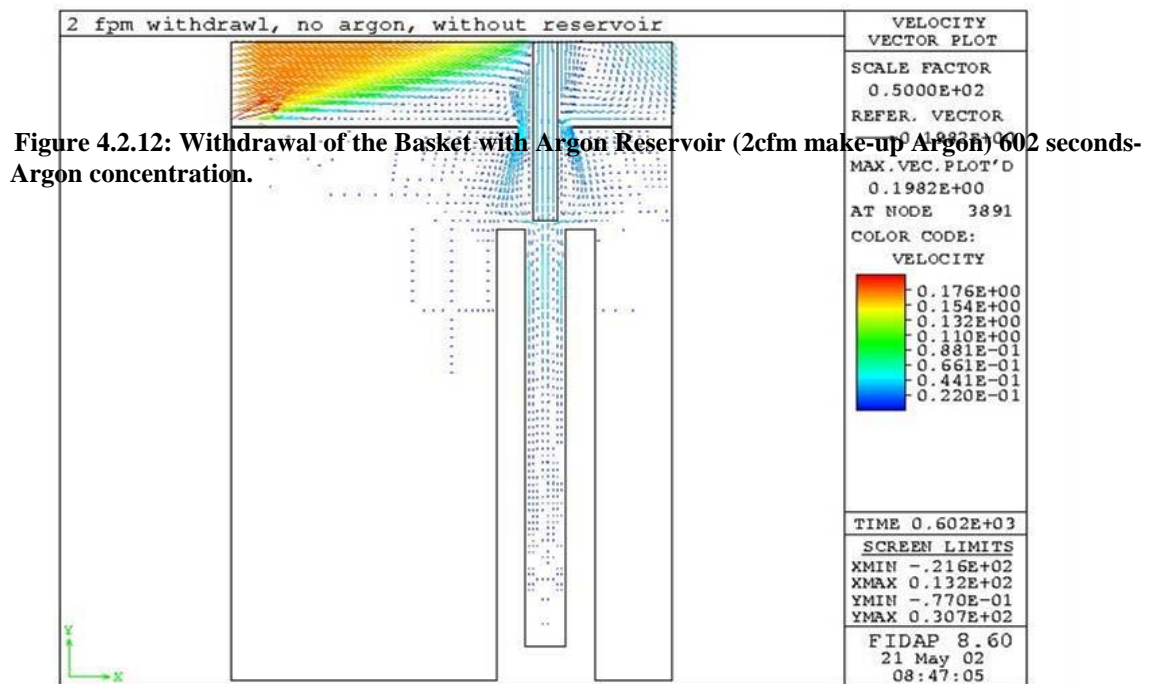 2 fpm withdrawl, no argon, without reservoir
Figure 4.2.12: Withdrawal of the Basket with Argon Reservoir (2cfm make-up Argon) 602 seconds-
Argon concentration.
VELOCITY
VECTOR PLOT
SCALE FACTOR
0.5000E+02
REFER. VECTOR
0.1982E+00
MAX.VEC.PLOT'D
0.1982E+00
AT NODE 3891
COLOR CODE:
VELOCITY
0.176E+00
0.154E+00
0.132E+00
0.110E+00
0.881E-01
0.661E-01
0.441E-01
0.220E-01
TIME 0.602E+03
SCREEN LIMITS
XMIN -.216E+02
XMAX 0.132E+02
YMIN -.770E-01
YMAX 0.307E+02
FIDAP 8.60
21 May 02
08:47:05
Y
X